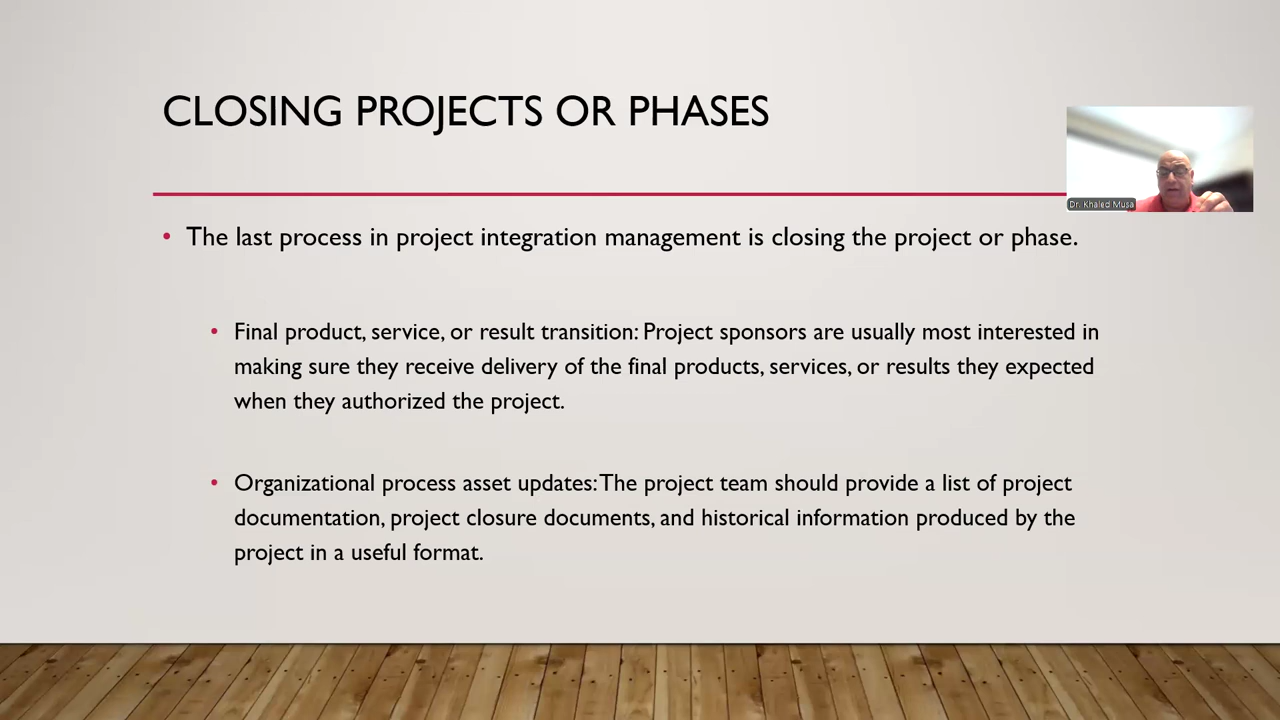 CLOSING PROJECTS OR PHASES
Dr. Khaled Musa
• The last process in project integration management is closing the project or phase.
• Final product, service, or result transition: Project sponsors are usually most interested in
making sure they receive delivery of the final products, services, or results they expected
when they authorized the project.
• Organizational process asset updates: The project team should provide a list of project
documentation, project closure documents, and historical information produced by the
project in a useful format.